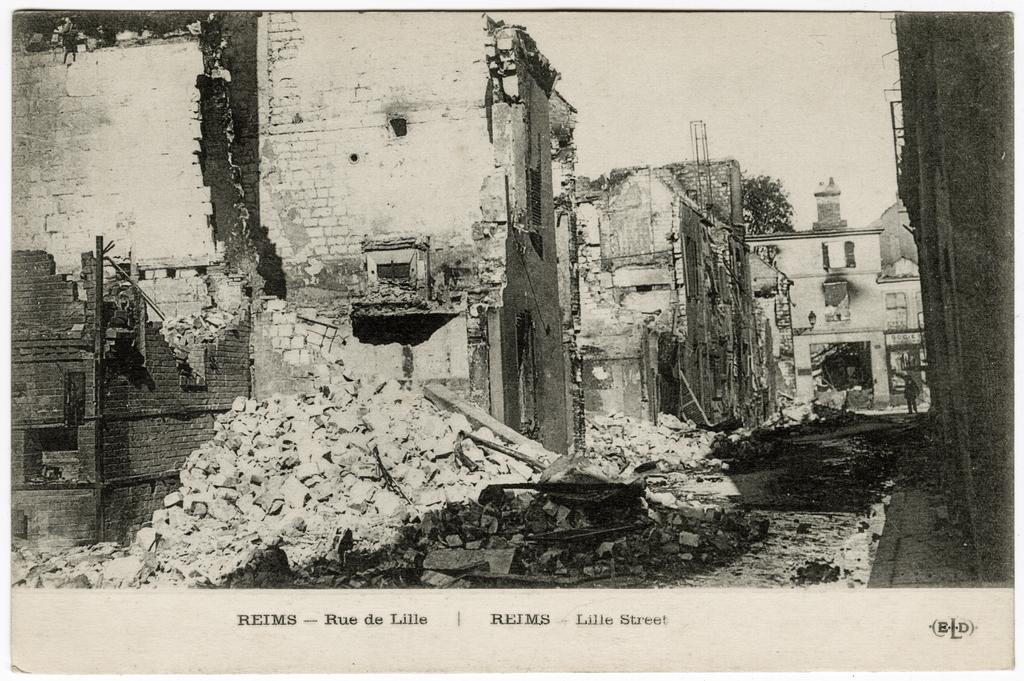 REIMS — Rue de Lille | REIMS — Lille Street
E·L·D